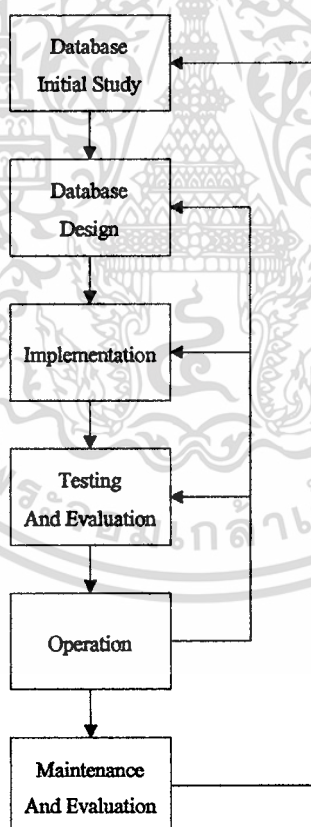 Database
Initial Study
Database
Design
Implementation
Testing
And Evaluation
Operation
Maintenance
And Evaluation